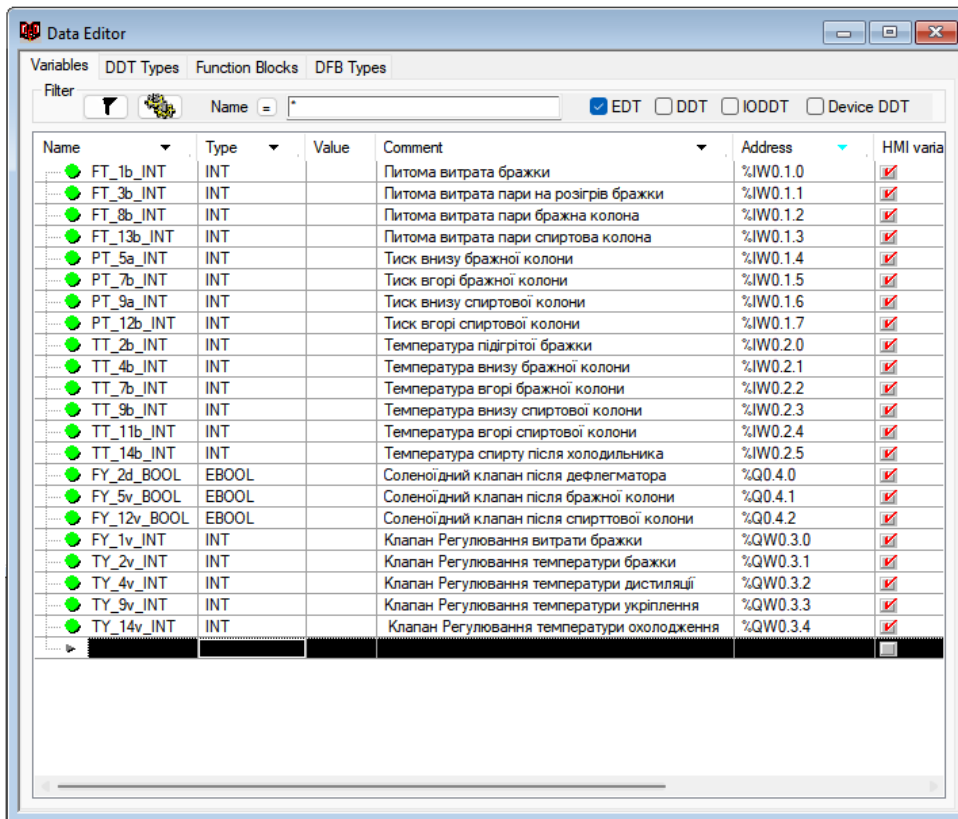 Data Editor
Variables DDT Types Function Blocks DFB Types
Filter
Name = * EDT DDT IODDT Device DDT
Name Type Value Comment Address HMI varia
FT_1b_INT INT Питома витрата бражки %IW0.1.0
FT_3b_INT INT Питома витрата пари на розігрів бражки %IW0.1.1
FT_8b_INT INT Питома витрата пари бражна колона %IW0.1.2
FT_13b_INT INT Питома витрата пари спиртова колона %IW0.1.3
PT_5a_INT INT Тиск внизу бражної колони %IW0.1.4
PT_7b_INT INT Тиск вгорі бражної колони %IW0.1.5
PT_9a_INT INT Тиск внизу спиртової колони %IW0.1.6
PT_12b_INT INT Тиск вгорі спиртової колони %IW0.1.7
TT_2b_INT INT Температура підігрітої бражки %IW0.2.0
TT_4b_INT INT Температура внизу бражної колони %IW0.2.1
TT_7b_INT INT Температура вгорі бражної колони %IW0.2.2
TT_9b_INT INT Температура внизу спиртової колони %IW0.2.3
TT_11b_INT INT Температура вгорі спиртової колони %IW0.2.4
TT_14b_INT INT Температура спирту після холодильника %IW0.2.5
FY_2d_BOOL EBOOL Соленоїдний клапан після дефлегматора %Q0.4.0
FY_5v_BOOL EBOOL Соленоїдний клапан після бражної колони %Q0.4.1
FY_12v_BOOL EBOOL Соленоїдний клапан після спирттової колони %Q0.4.2
FY_1v_INT INT Клапан Регулювання витрати бражки %QW0.3.0
TY_2v_INT INT Клапан Регулювання температури бражки %QW0.3.1
TY_4v_INT INT Клапан Регулювання температури дистиляції %QW0.3.2
TY_9v_INT INT Клапан Регулювання температури укріплення %QW0.3.3
TY_14v_INT INT Клапан Регулювання температури охолодження %QW0.3.4